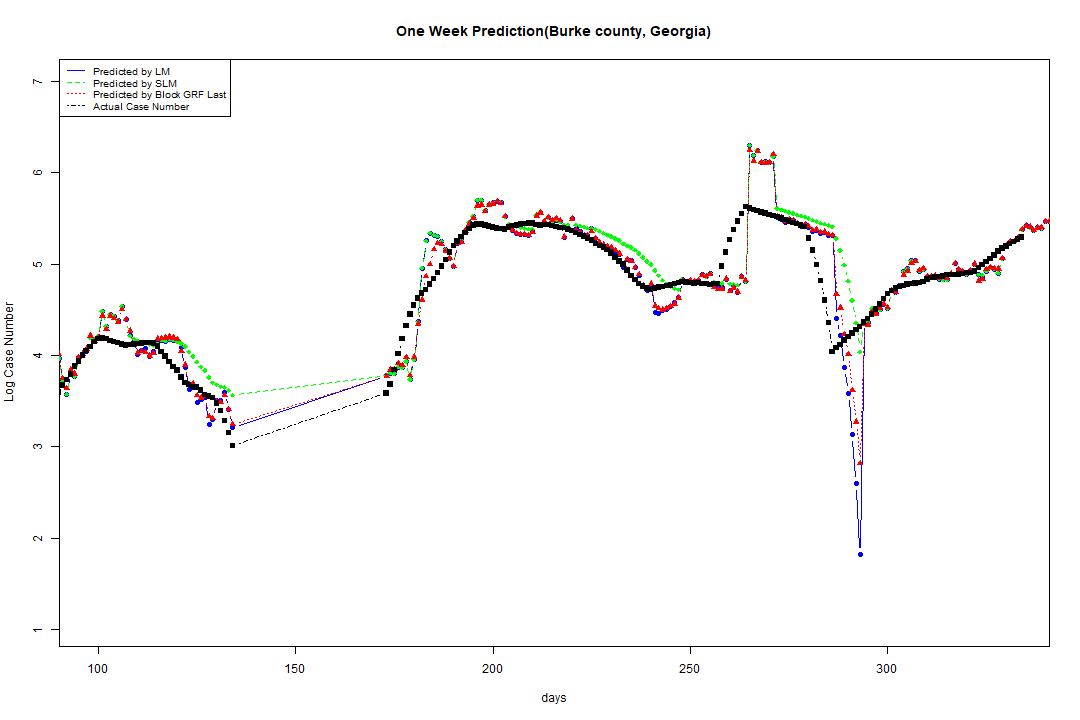 One Week Prediction(Burke county, Georgia)
Predicted by LM
Predicted by SLM
Predicted by Block GRF Last
Actual Case Number
7
6
5
4
3
2
1
Log Case Number
100
150
200
250
300
days